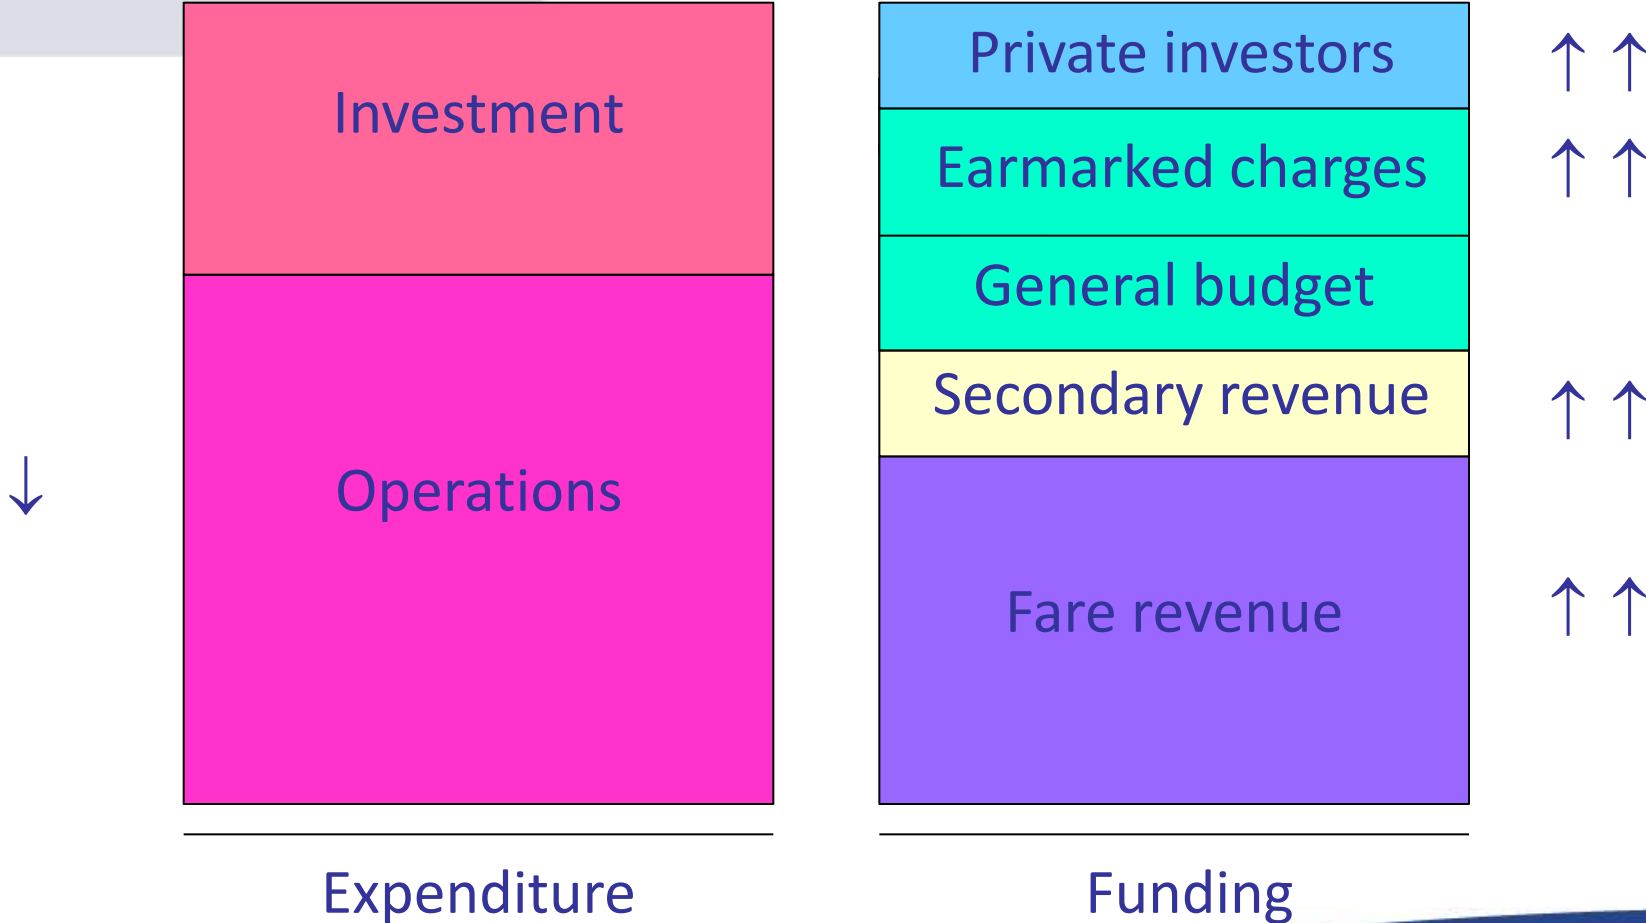 Investment
Operations
↓
Expenditure
Private investors
↑ ↑
Earmarked charges
↑ ↑
General budget
Secondary revenue
↑ ↑
Fare revenue
↑ ↑
Funding